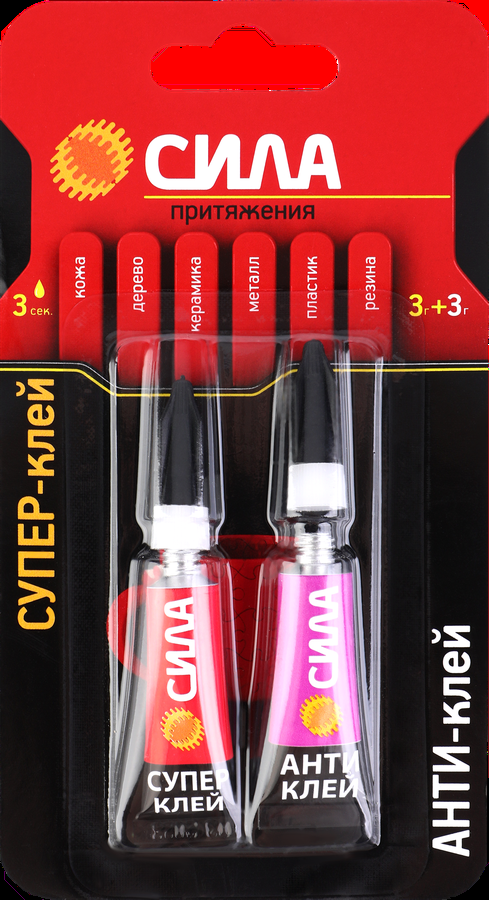 СИЛА
притяжения
3 сек.
кожа
дерево
керамика
металл
пластик
резина
3г+3г
СУПЕР-клей
АНТИ-клей
СИЛА
СУПЕР
КЛЕЙ
СИЛА
АНТИ
КЛЕЙ